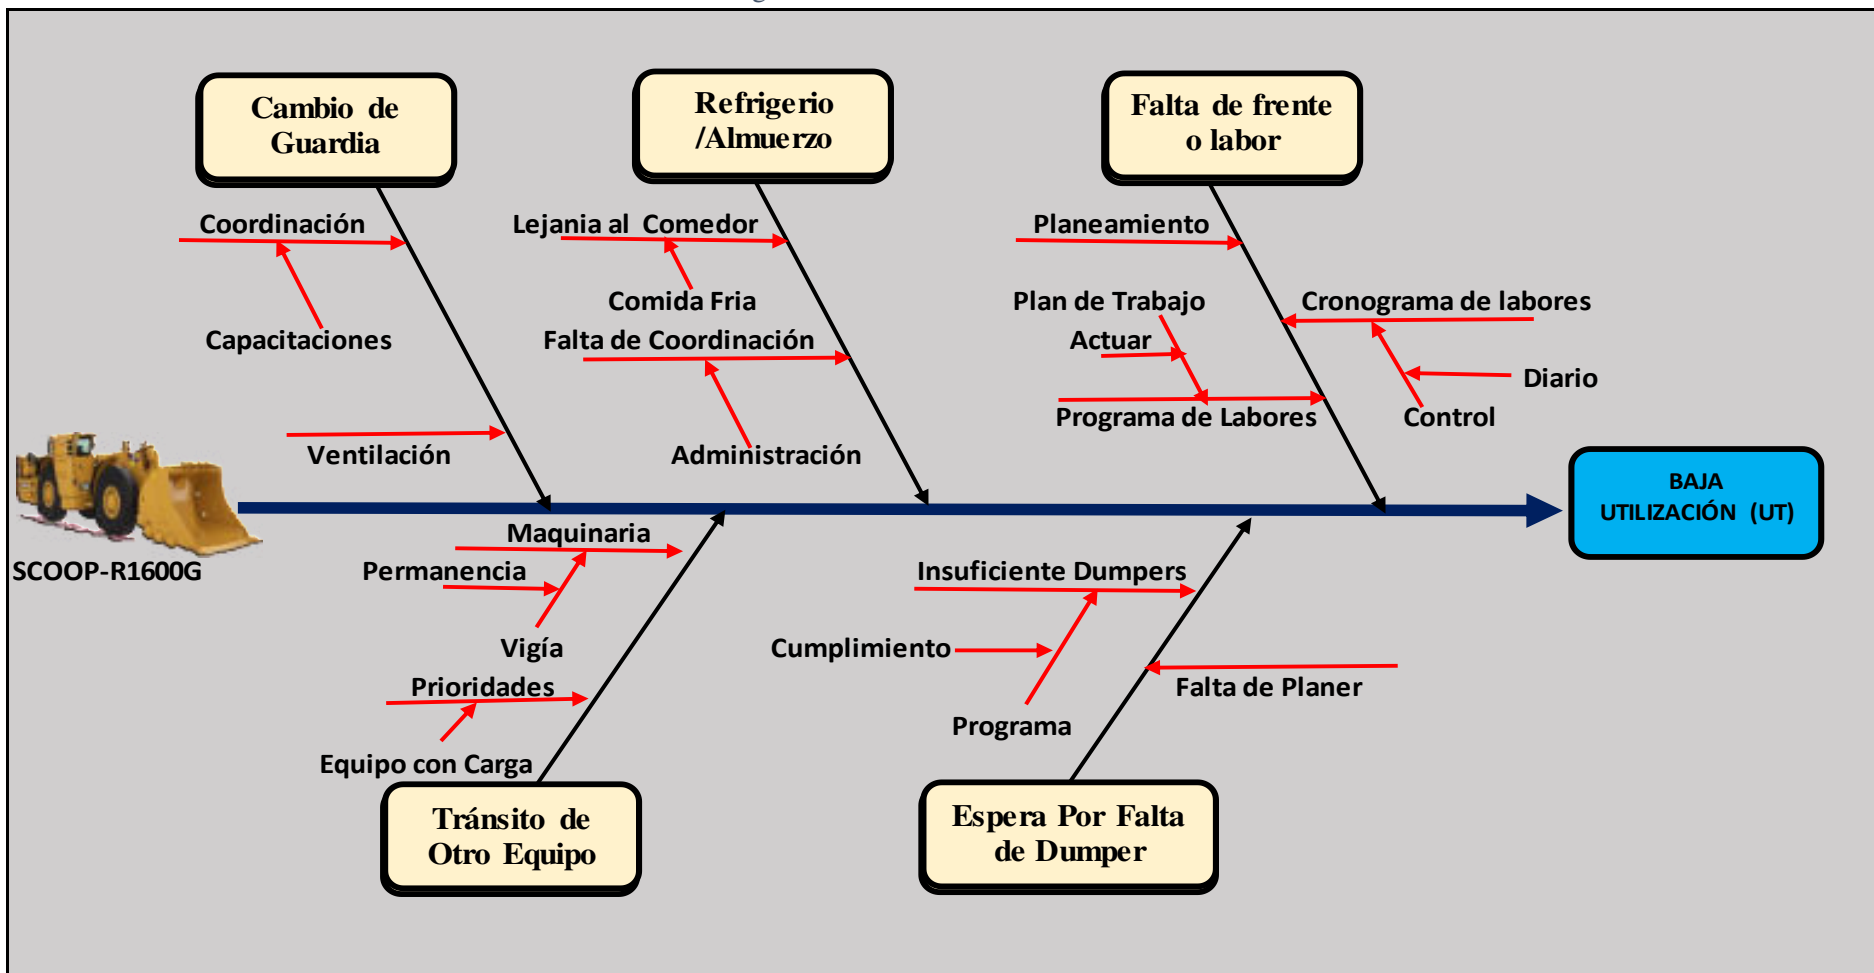 Cambio de
Guardia
Refrigerio
/Almuerzo
Falta de frente
o labor
Coordinación
Capacitaciones
Ventilación
Lejania al Comedor
Comida Fria
Falta de Coordinación
Administración
Planeamiento
Plan de Trabajo
Actuar
Programa de Labores
Cronograma de labores
Diario
Control
SCOOP-R1600G
BAJA
UTILIZACIÓN (UT)
Maquinaria
Permanencia
Vigía
Prioridades
Equipo con Carga
Insuficiente Dumpers
Cumplimiento
Programa
Falta de Planer
Tránsito de
Otro Equipo
Espera Por Falta
de Dumper